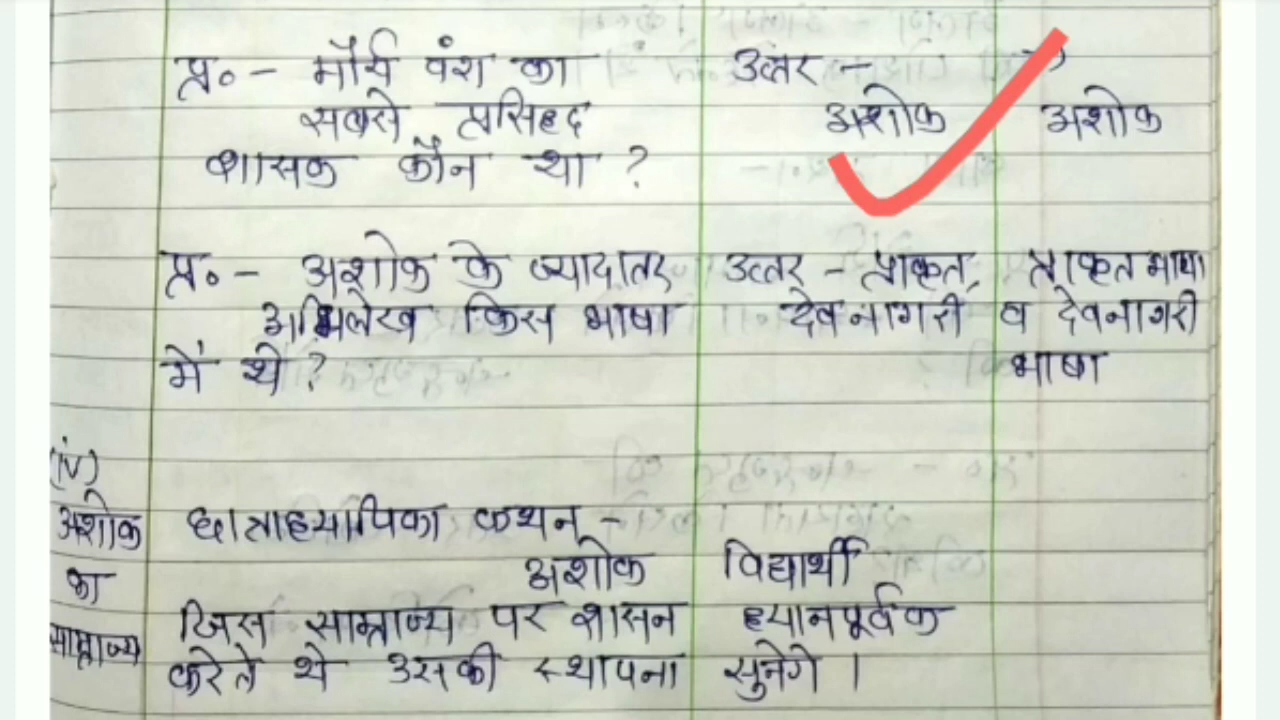 प्र० - मौर्य वंश का
सबसे प्रसिद्ध
शासक कौन था ?
उत्तर -
अशोक
अशोक
प्र० - अशोक के ज्यादातर
अभिलेख किस भाषा
में थे ?
उत्तर - प्राकृत,
देवनागरी
प्राकृत भाषा
व देवनागरी
भाषा
(iv)
अशोक
का
साम्राज्य
छात्राध्यापिका कथन -
अशोक
जिस साम्राज्य पर शासन
करेते थे उसकी स्थापना
विद्यार्थी
ध्यानपूर्वक
सुनेगे ।